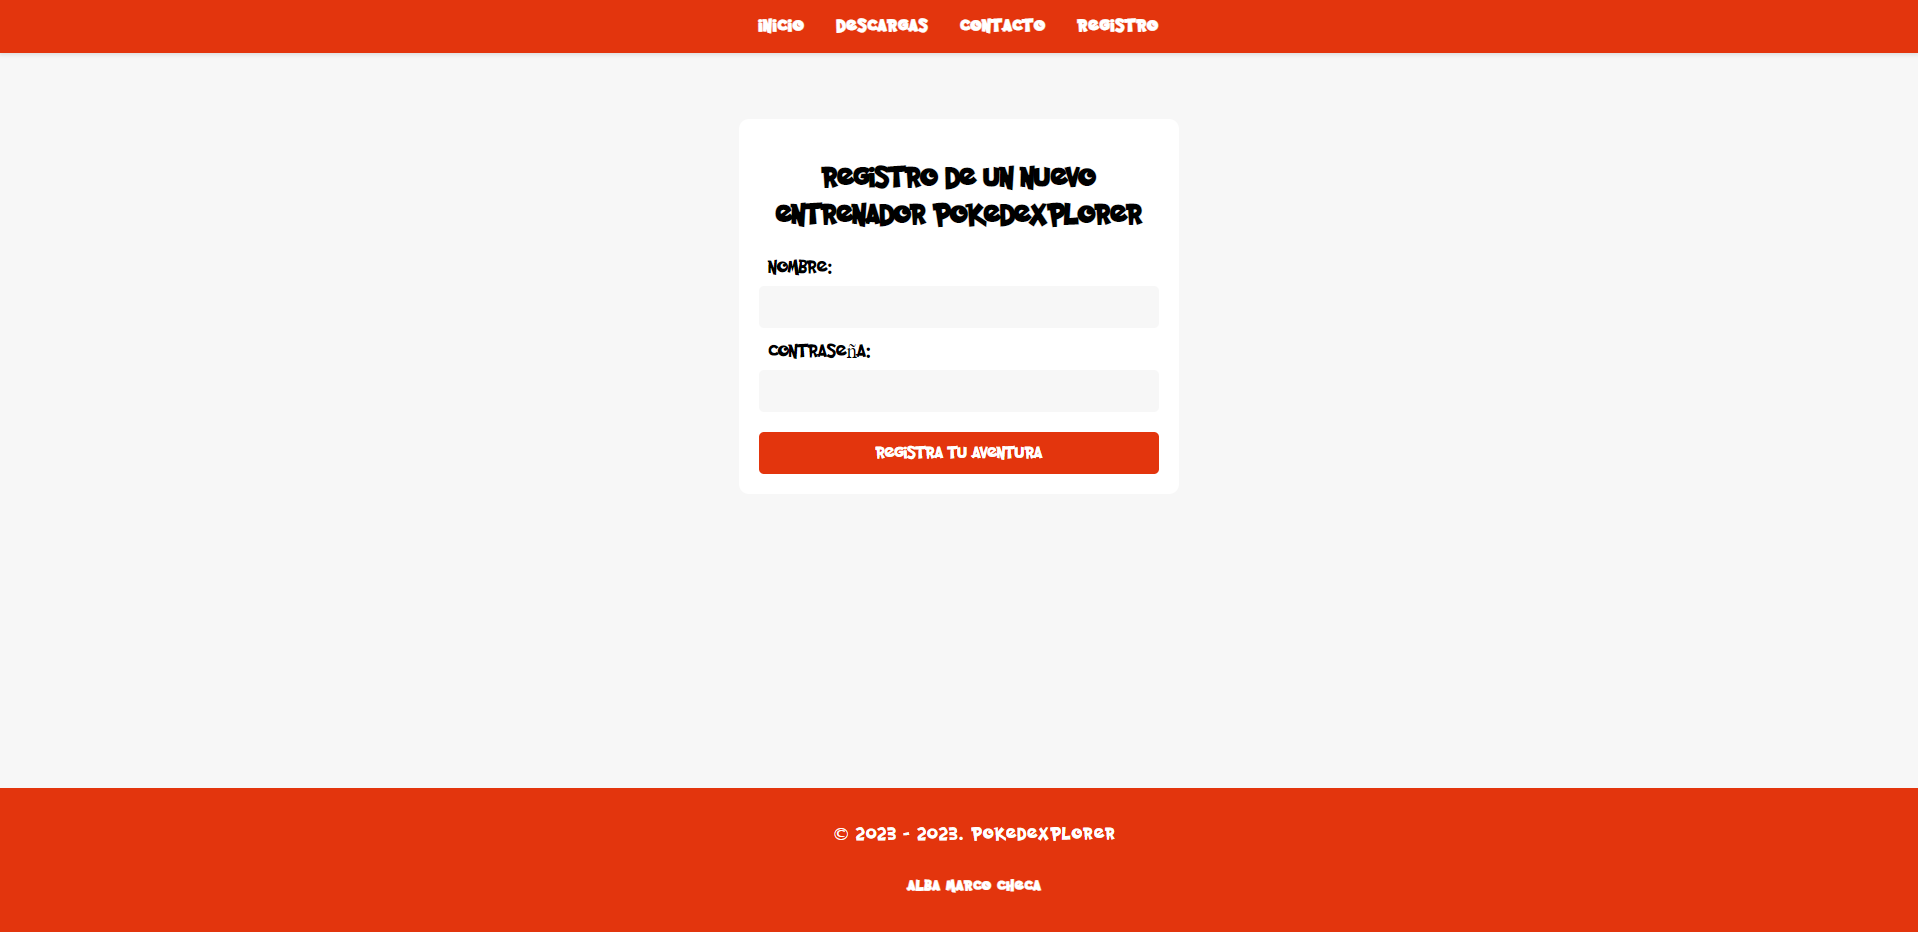 INICIO DESCARGAS CONTACTO REGISTRO
REGISTRO DE UN NUEVO
ENTRENADOR POKEDEXPLORER
NOMBRE:
CONTRASEñA:
REGISTRA TU AVENTURA
© 2023 - 2023. POKEDEXPLORER
ALBA MARCO CHECA